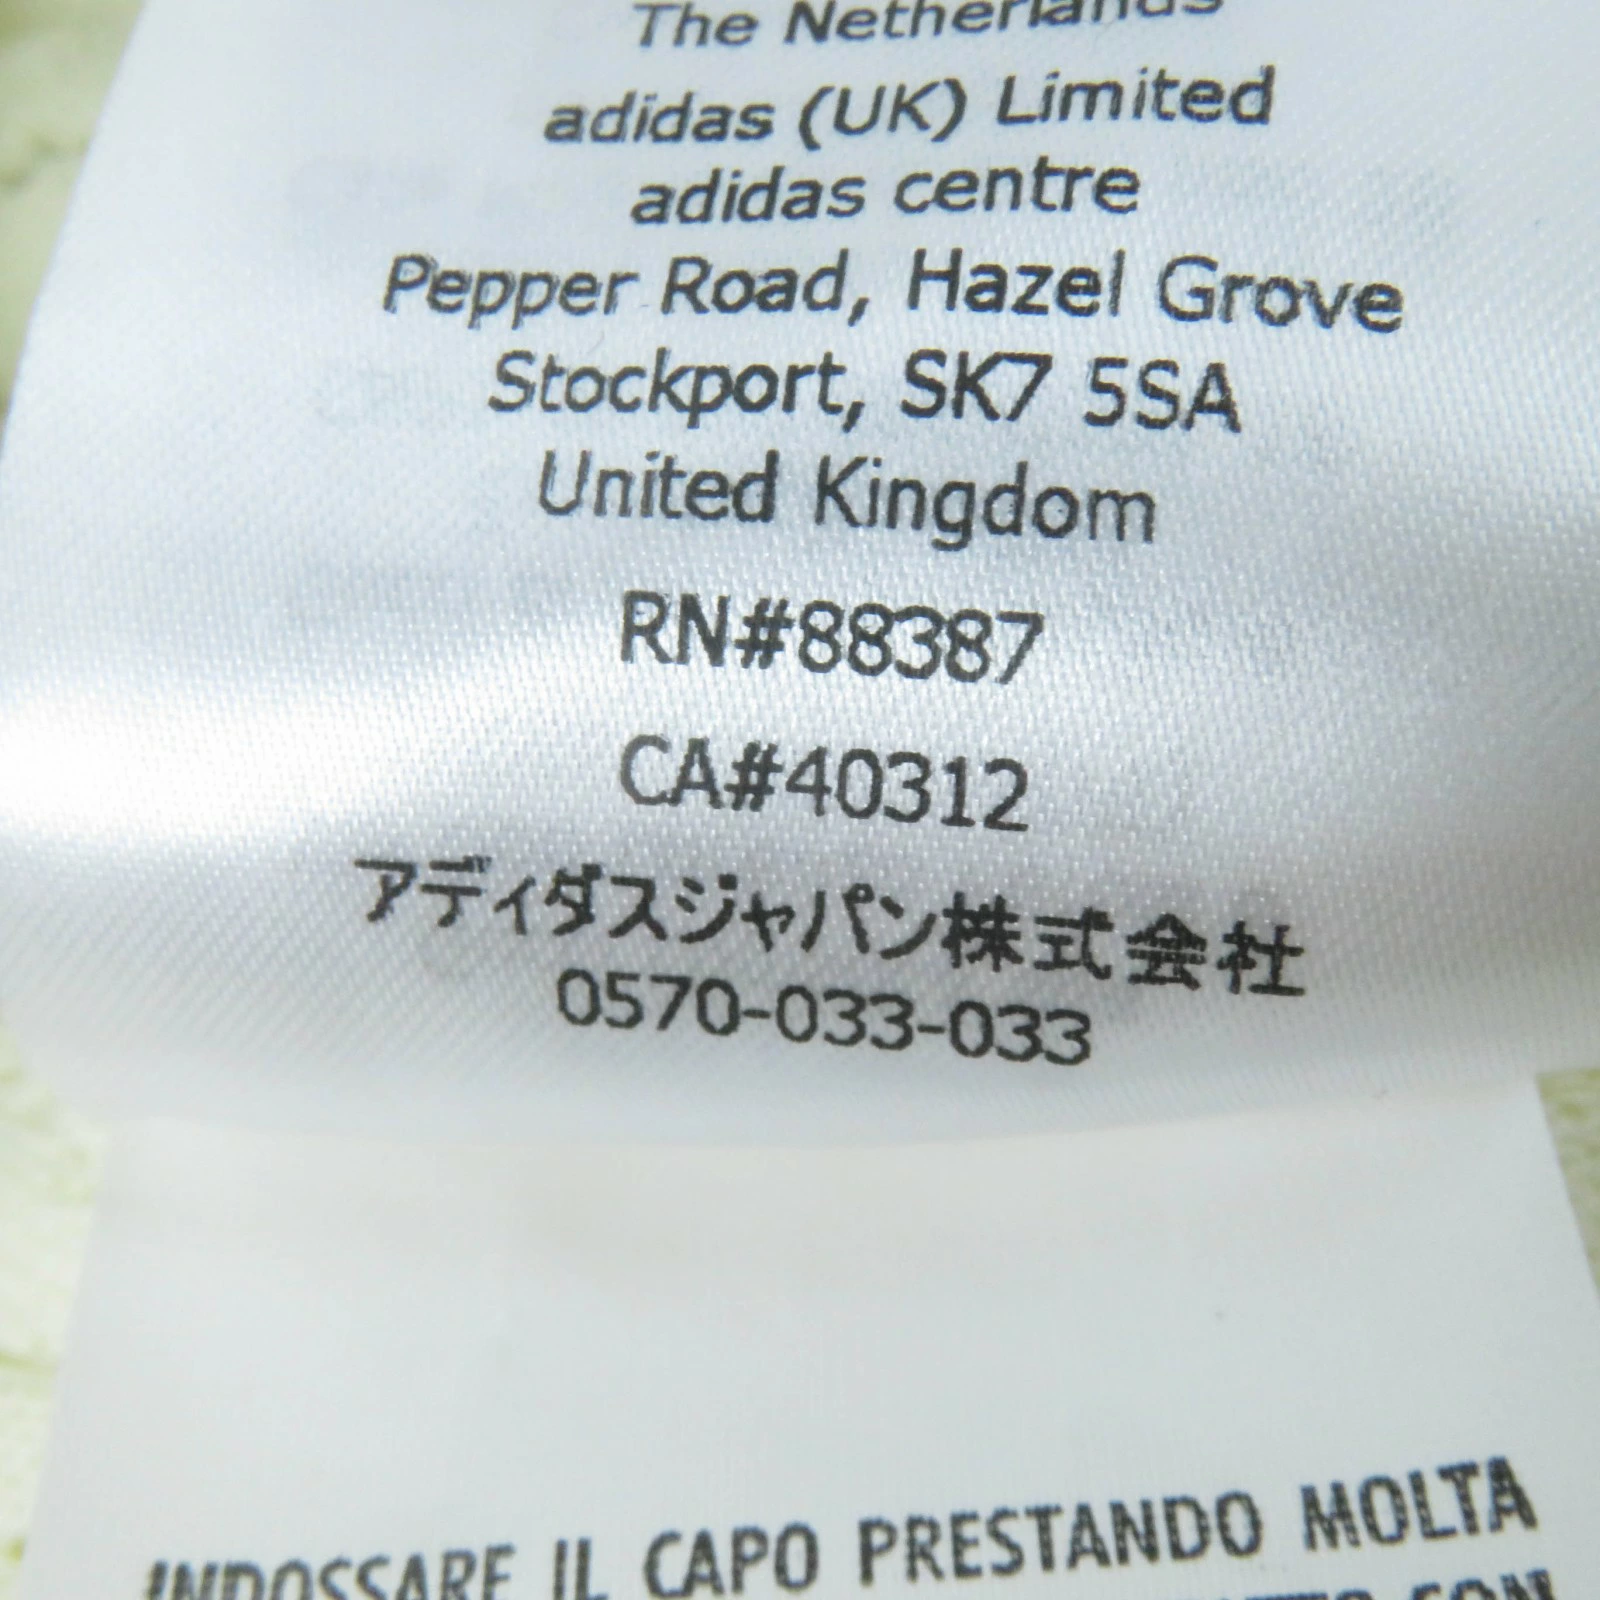 The Netherlands
adidas (UK) Limited
adidas centre
Pepper Road, Hazel Grove
Stockport, SK7 5SA
United Kingdom
RN#88387
CA#40312
アディダスジャパン株式会社
0570-033-033
INDOSSARE IL CAPO PRESTANDO MOLTA
CON